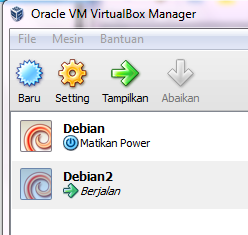 Oracle VM VirtualBox Manager
File Mesin Bantuan
Baru Setting Tampilkan Abaikan
Debian
Matikan Power
Debian2
Berjalan